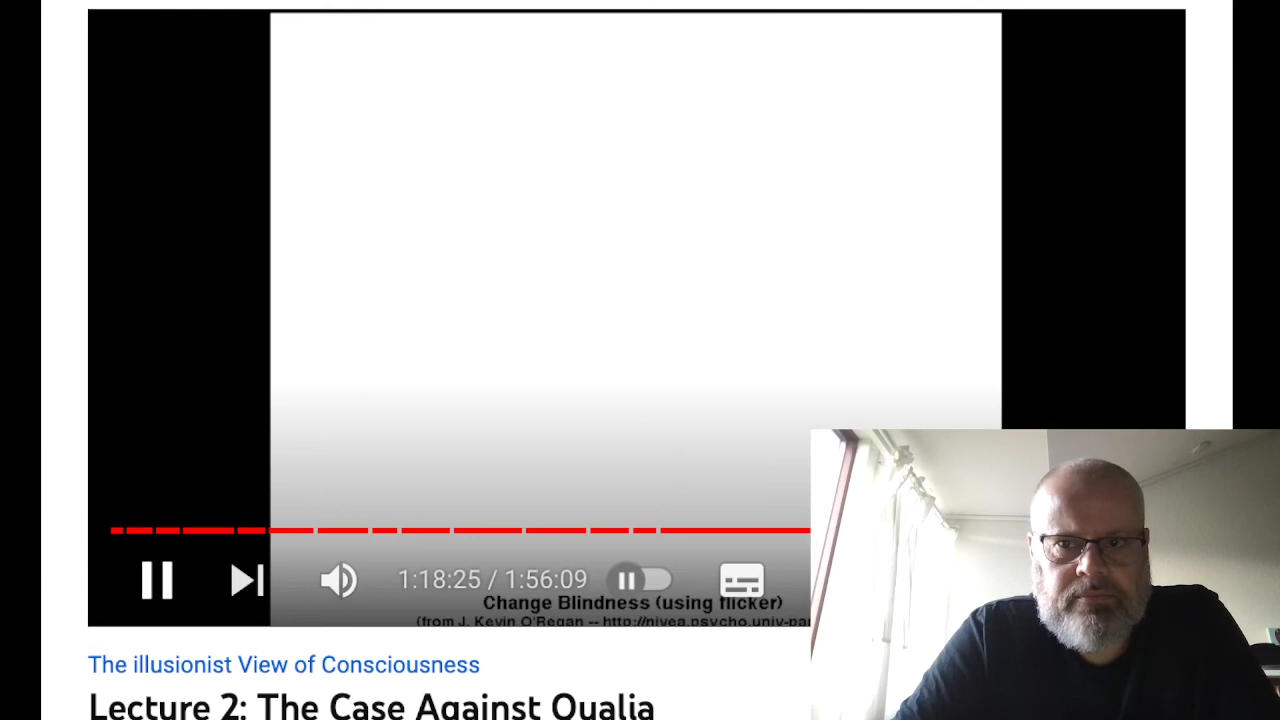 1:18:25 / 1:56:09
Change Blindness (using flicker)
(from J. Kevin O'Regan -- http://nivea.psycho.univ-pa
The illusionist View of Consciousness
Lecture 2: The Case Against Qualia